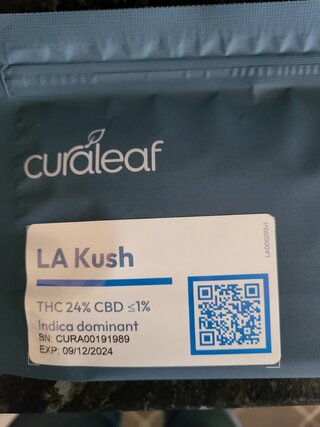 curaleaf
LA Kush
THC 24% CBD ≤1%
Indica dominant
BN: CURA00191989
EXP: 09/12/2024